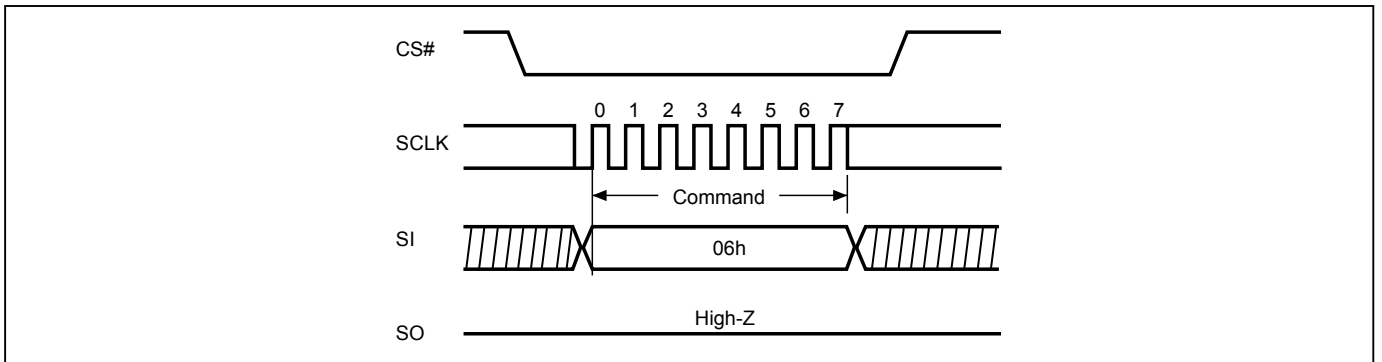 CS#
0 1 2 3 4 5 6 7
SCLK
Command
SI
06h
High-Z
SO